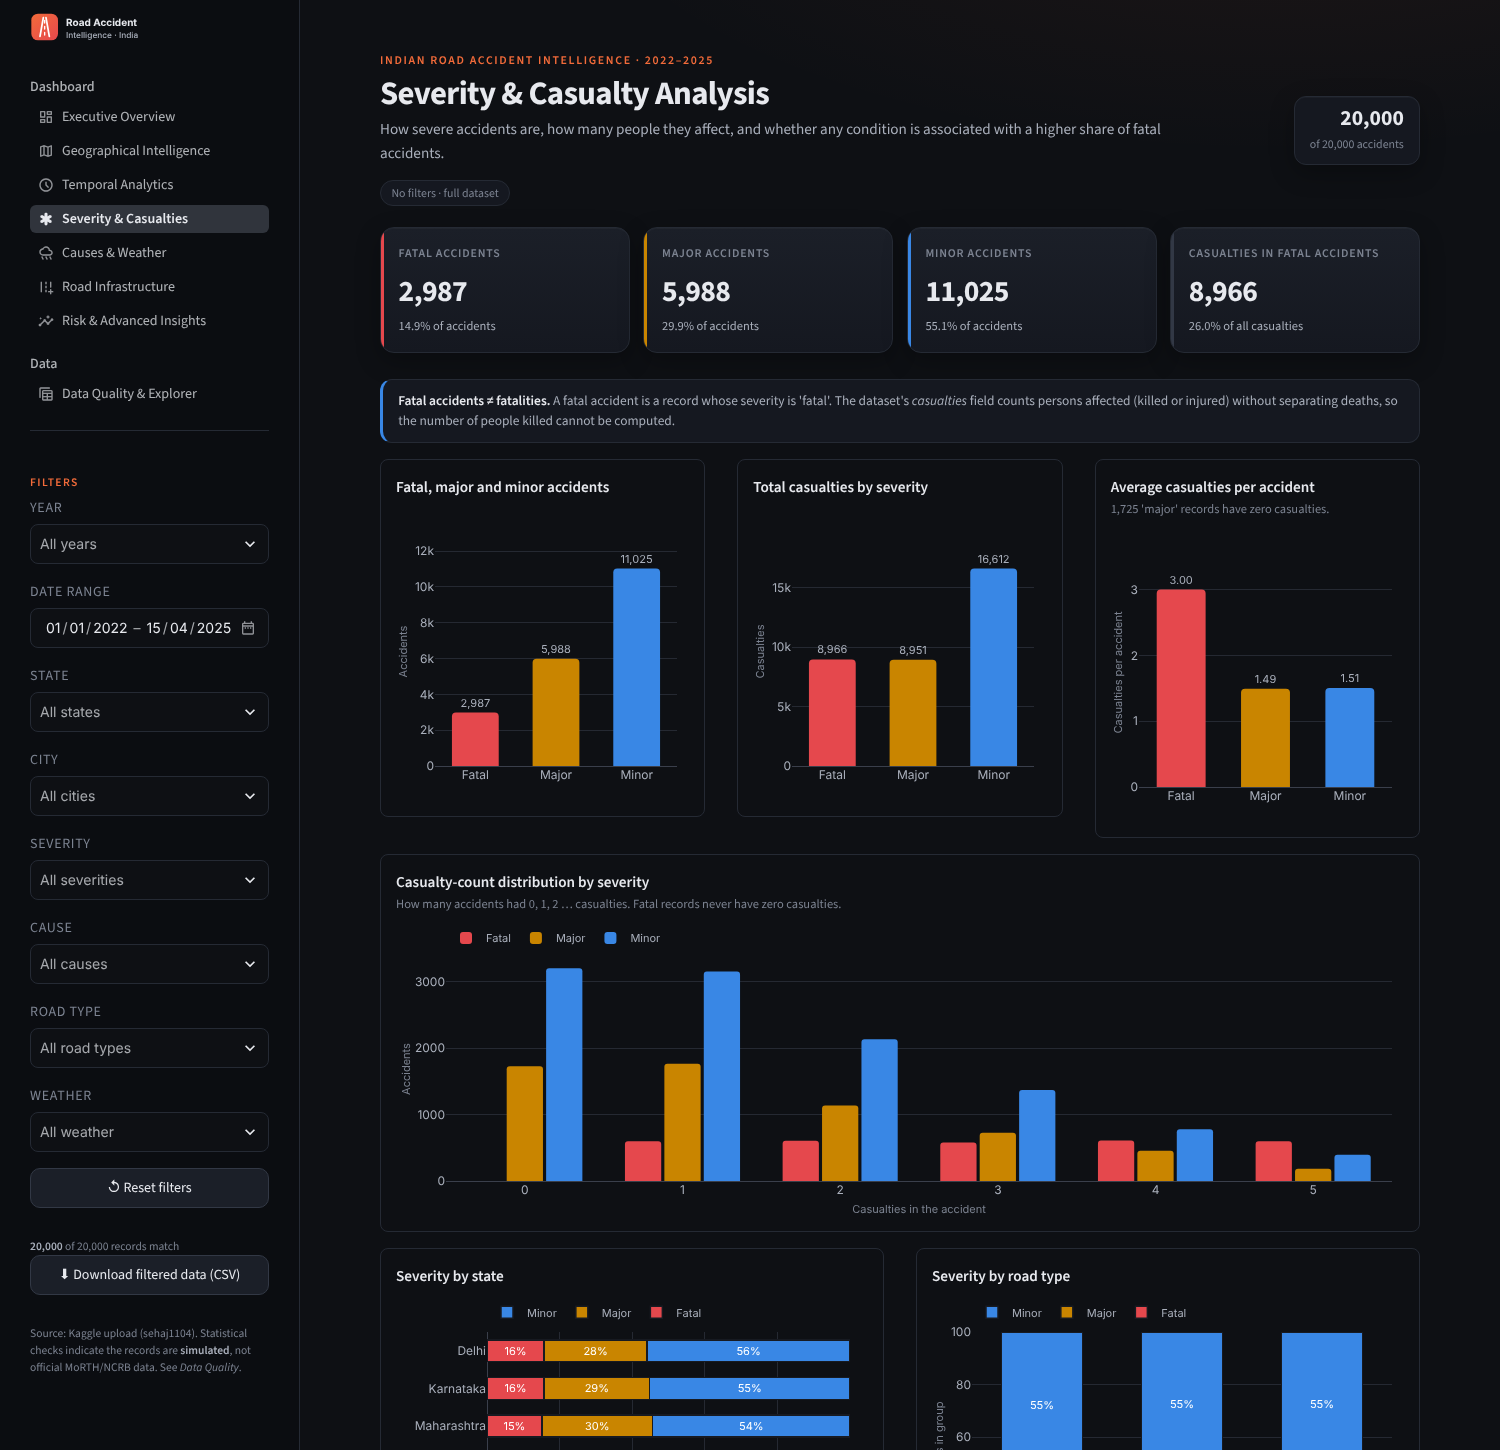 Road Accident
Intelligence · India
Dashboard
Executive Overview
Geographical Intelligence
Temporal Analytics
Severity & Casualties
Causes & Weather
Road Infrastructure
Risk & Advanced Insights
Data
Data Quality & Explorer
FILTERS
YEAR
All years
DATE RANGE
01/01/2022 – 15/04/2025
STATE
All states
CITY
All cities
SEVERITY
All severities
CAUSE
All causes
ROAD TYPE
All road types
WEATHER
All weather
Reset filters
20,000 of 20,000 records match
Download filtered data (CSV)
Source: Kaggle upload (sehaj1104). Statistical
checks indicate the records are simulated, not
official MoRTH/NCRB data. See Data Quality.
INDIAN ROAD ACCIDENT INTELLIGENCE · 2022–2025
Severity & Casualty Analysis
How severe accidents are, how many people they affect, and whether any condition is associated with a higher share of fatal
accidents.
20,000
of 20,000 accidents
No filters · full dataset
FATAL ACCIDENTS
2,987
14.9% of accidents
MAJOR ACCIDENTS
5,988
29.9% of accidents
MINOR ACCIDENTS
11,025
55.1% of accidents
CASUALTIES IN FATAL ACCIDENTS
8,966
26.0% of all casualties
Fatal accidents ≠ fatalities. A fatal accident is a record whose severity is 'fatal'. The dataset's casualties field counts persons affected (killed or injured) without separating deaths, so
the number of people killed cannot be computed.
Fatal, major and minor accidents
12k
10k
8k
6k
4k
2k
0
Accidents
2,987
5,988
11,025
Fatal
Major
Minor
Total casualties by severity
15k
10k
5k
0
Casualties
8,966
8,951
16,612
Fatal
Major
Minor
Average casualties per accident
1,725 'major' records have zero casualties.
3
2
1
0
Casualties per accident
3.00
1.49
1.51
Fatal
Major
Minor
Casualty-count distribution by severity
How many accidents had 0, 1, 2 … casualties. Fatal records never have zero casualties.
Fatal
Major
Minor
3000
2000
1000
0
Accidents
0
1
2
3
4
5
Casualties in the accident
Severity by state
Minor
Major
Fatal
Delhi
16%
28%
56%
Karnataka
16%
29%
55%
Maharashtra
15%
30%
54%
Severity by road type
Minor
Major
Fatal
100
80
60
s in group
55%
55%
55%